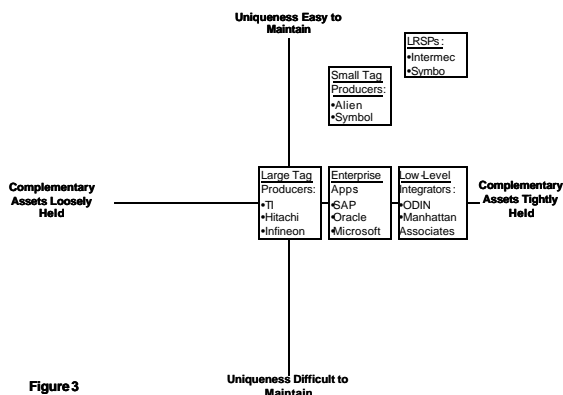 Uniqueness Easy to
Maintain
LRSPs:
•Intermec
•Symbo
Small Tag
Producers:
•Alien
•Symbol
Complementary
Assets Loosely
Held
Large Tag
Producers:
•TI
•Hitachi
•Infineon
Enterprise
Apps
•SAP
•Oracle
•Microsoft
Low-Level
Integrators:
•ODIN
•Manhattan
Associates
Complementary
Assets Tightly
Held
Uniqueness Difficult to
Maintain
Figure 3